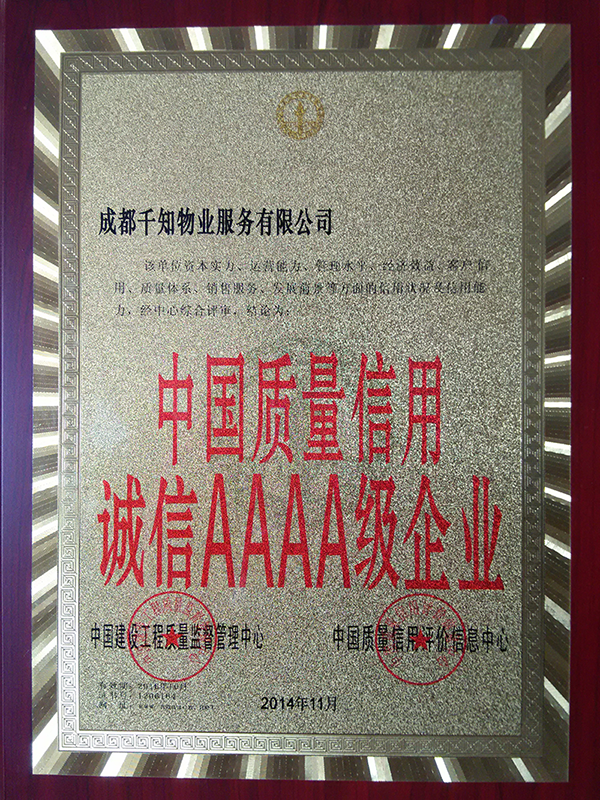 成都千知物业服务有限公司
该单位资本实力、运营能力、管理水平、经济效益、客户信
用、质量体系、销售服务、发展前景等方面的信用状况及信用能
力，经中心综合评审，结论为：
中国质量信用
诚信AAAA级企业
中国建设工程质量监督管理中心
中国质量信用评价信息中心
2014年11月